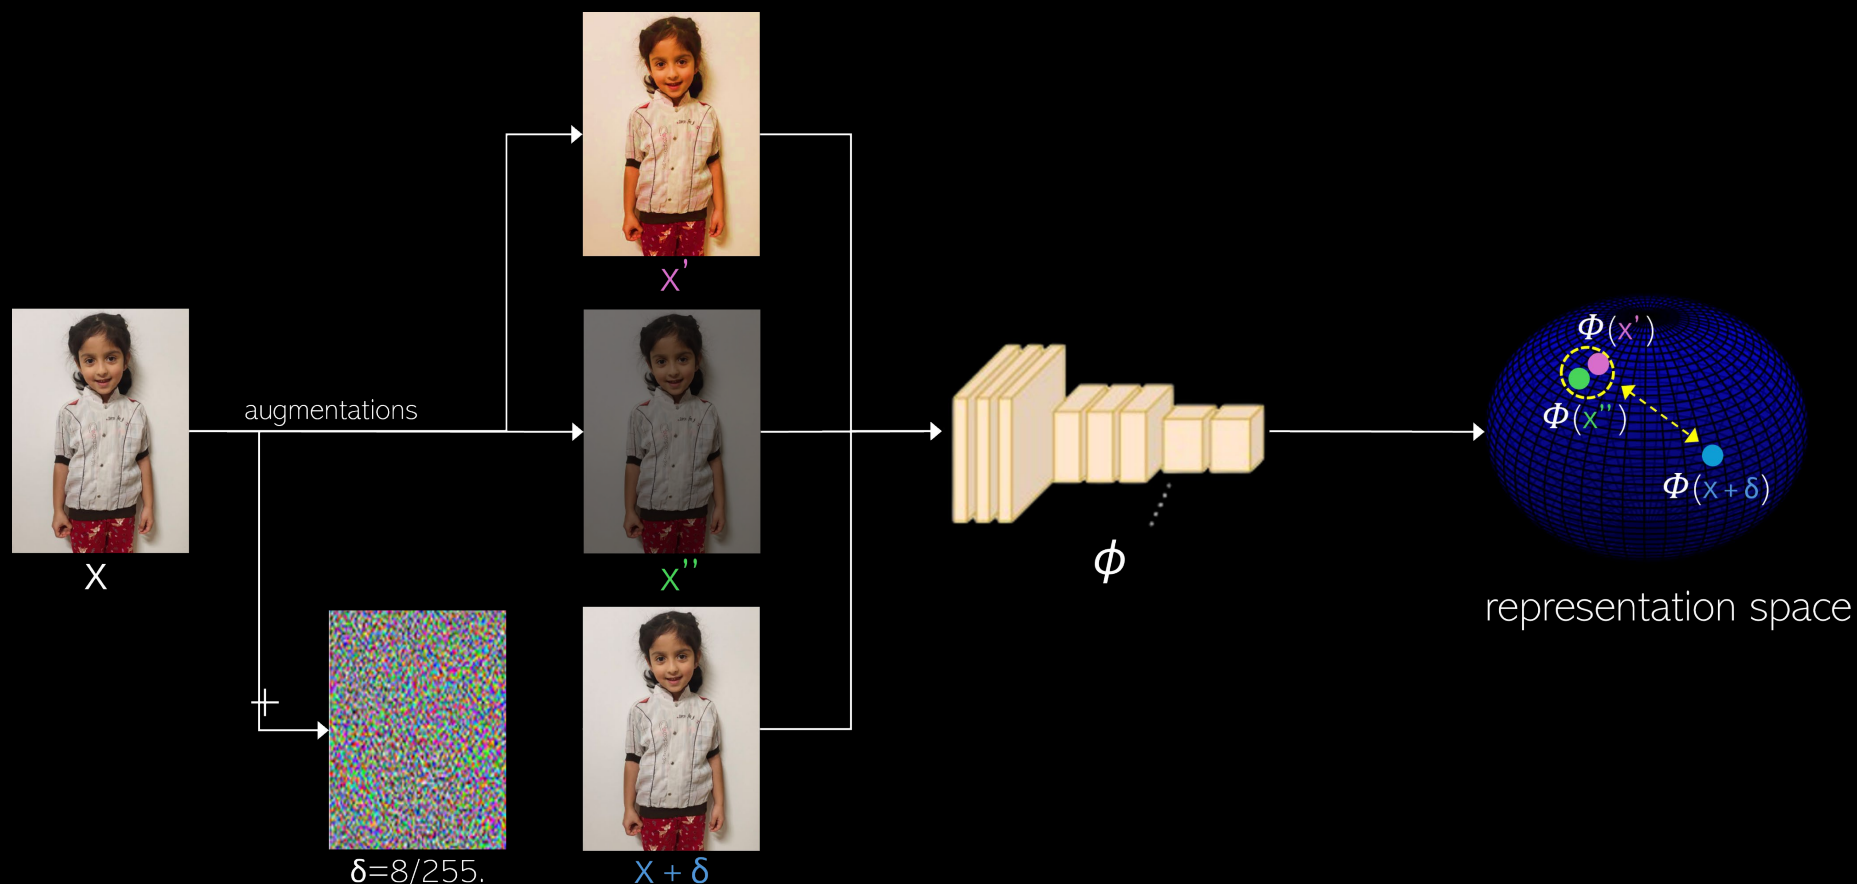 x'
augmentations
x
x''
δ=8/255.
x + δ
ϕ
Φ(x')
Φ(x'')
Φ(x + δ)
representation space